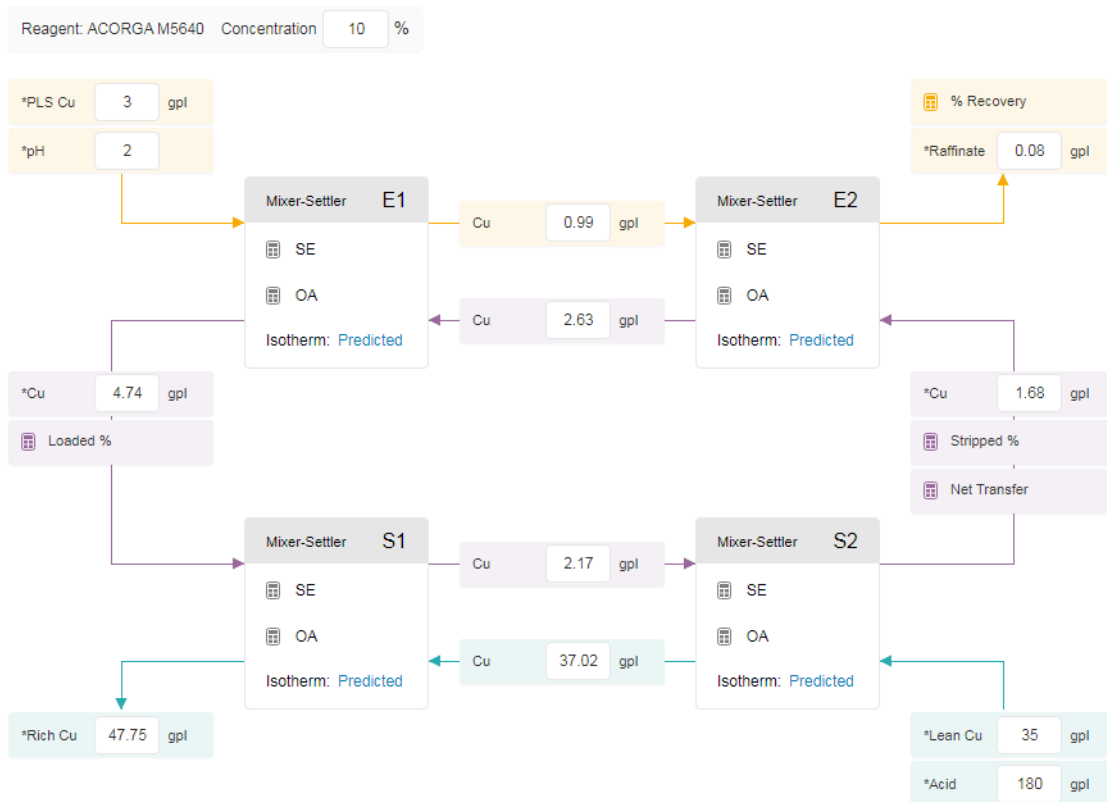 Reagent: ACORGA M5640 Concentration 10 %
*PLS Cu 3 gpl
% Recovery
*pH 2
*Raffinate 0.08 gpl
Mixer-Settler E1
Mixer-Settler E2
Cu 0.99 gpl
SE
SE
OA
OA
Cu 2.63 gpl
Isotherm: Predicted
Isotherm: Predicted
*Cu 4.74 gpl
*Cu 1.68 gpl
Loaded %
Stripped %
Net Transfer
Mixer-Settler S1
Mixer-Settler S2
Cu 2.17 gpl
SE
SE
OA
OA
Cu 37.02 gpl
Isotherm: Predicted
Isotherm: Predicted
*Rich Cu 47.75 gpl
*Lean Cu 35 gpl
*Acid 180 gpl